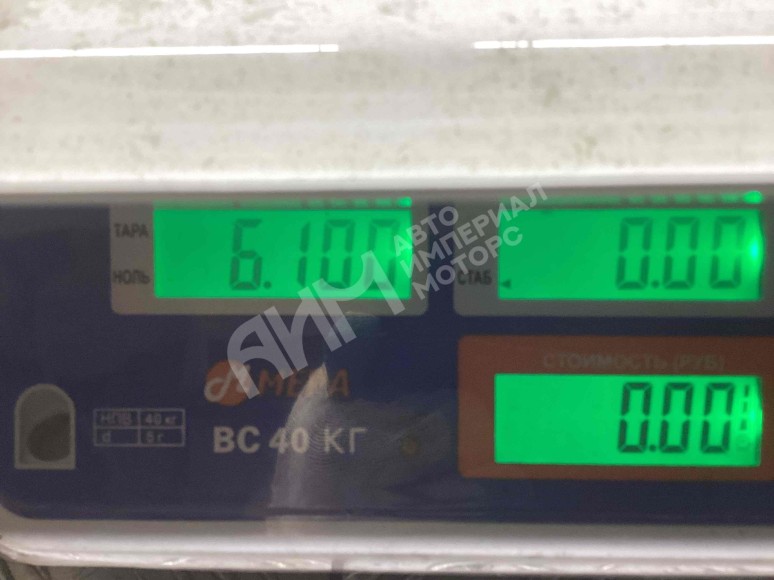 ТАРА
6.100
0.00
НОЛЬ
СТАБ
АИМ АВТО ИМПЕРИАЛ МОТОРС
СТОИМОСТЬ (РУБ)
МЕРА
0.00
НПВ 40 кг
d 5 г
ВС 40 КГ